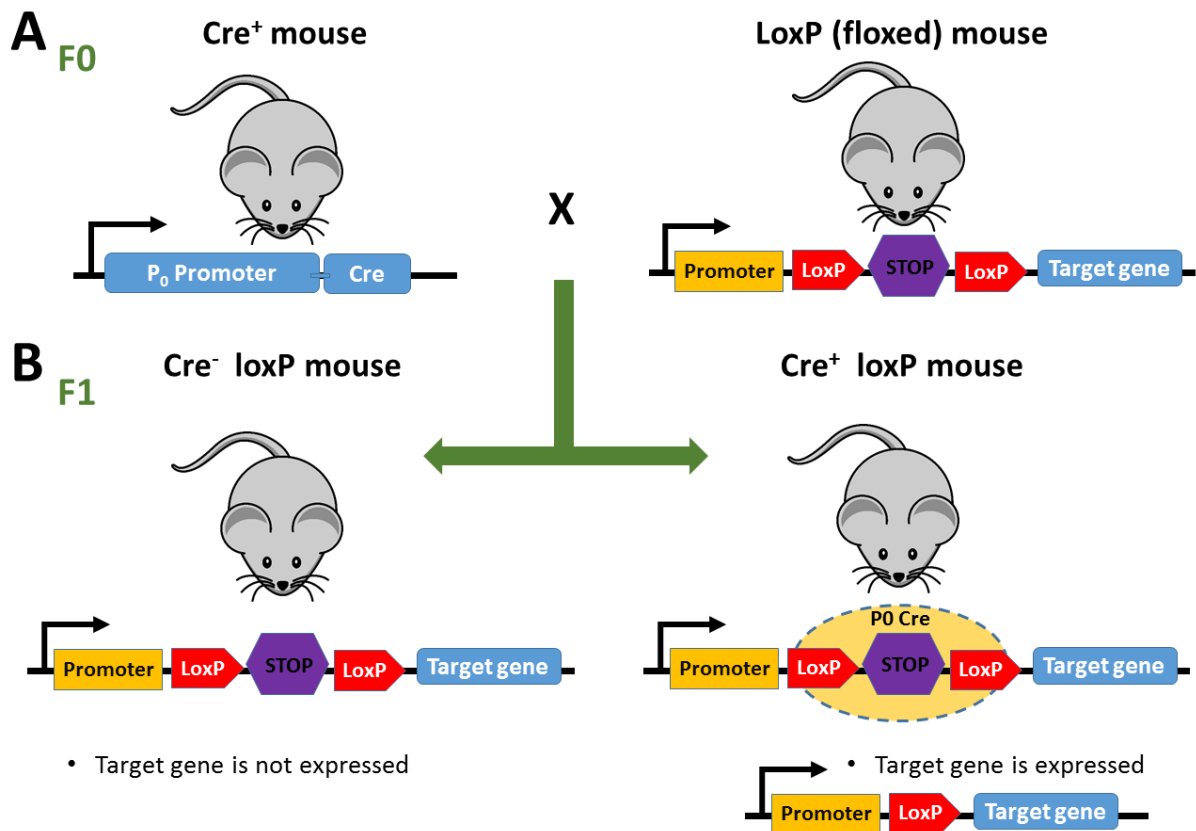 A
F0
Cre⁺ mouse
LoxP (floxed) mouse
P₀ Promoter
Cre
X
Promoter
LoxP
STOP
LoxP
Target gene
B
F1
Cre⁻ loxP mouse
Cre⁺ loxP mouse
Promoter
LoxP
STOP
LoxP
Target gene
P0 Cre
Promoter
LoxP
STOP
LoxP
Target gene
• Target gene is not expressed
• Target gene is expressed
Promoter
LoxP
Target gene